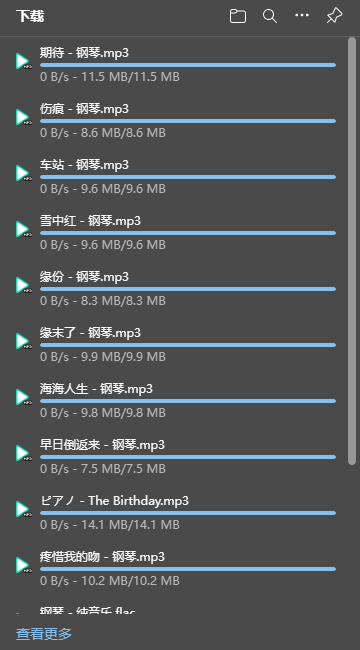 下载
期待 - 钢琴.mp3
0 B/s - 11.5 MB/11.5 MB
伤痕 - 钢琴.mp3
0 B/s - 8.6 MB/8.6 MB
车站 - 钢琴.mp3
0 B/s - 9.6 MB/9.6 MB
雪中红 - 钢琴.mp3
0 B/s - 9.6 MB/9.6 MB
缘份 - 钢琴.mp3
0 B/s - 8.3 MB/8.3 MB
缘末了 - 钢琴.mp3
0 B/s - 9.9 MB/9.9 MB
海海人生 - 钢琴.mp3
0 B/s - 9.8 MB/9.8 MB
早日倒返来 - 钢琴.mp3
0 B/s - 7.5 MB/7.5 MB
ピアノ - The Birthday.mp3
0 B/s - 14.1 MB/14.1 MB
疼惜我的吻 - 钢琴.mp3
0 B/s - 10.2 MB/10.2 MB
钢琴 - 纯音乐.flac
查看更多